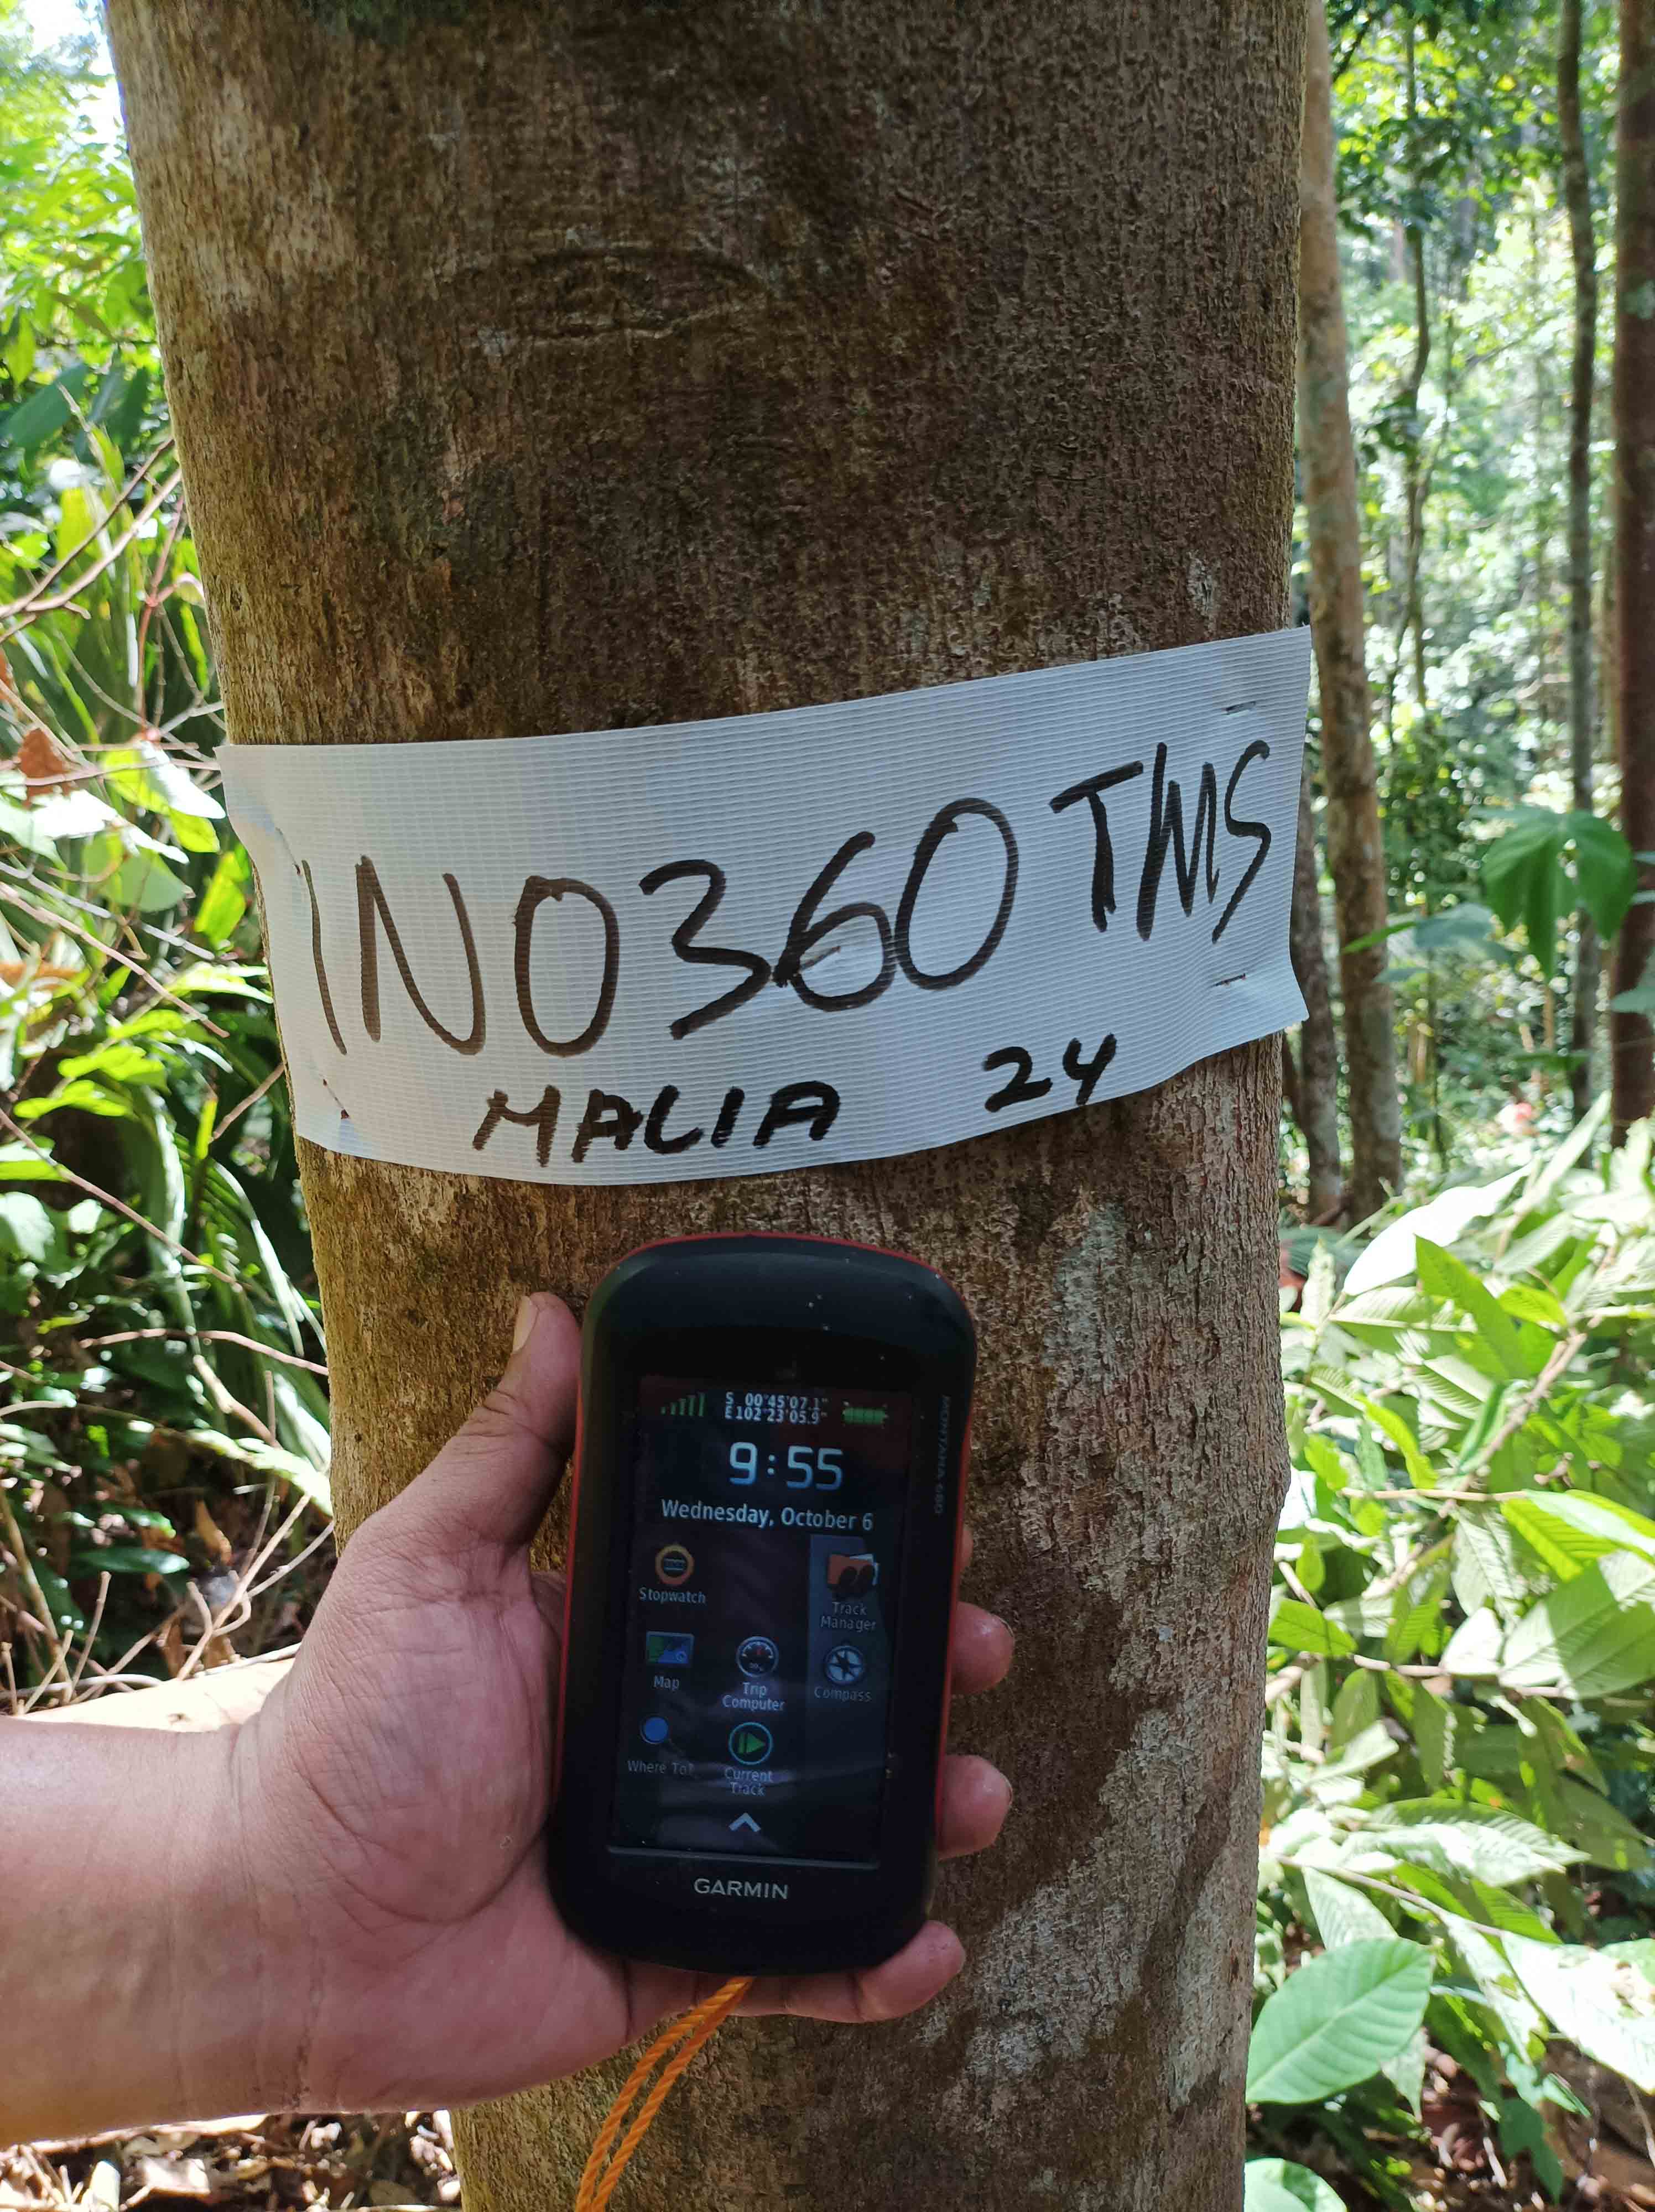 INO360 TMS
MALIA 24
S 00°45'07.1"
E102°23'05.9"
9:55
Wednesday, October 6
Stopwatch
Track
Manager
Map
Trip
Computer
Compass
Where To?
Current
Track
GARMIN
MONTANA 680